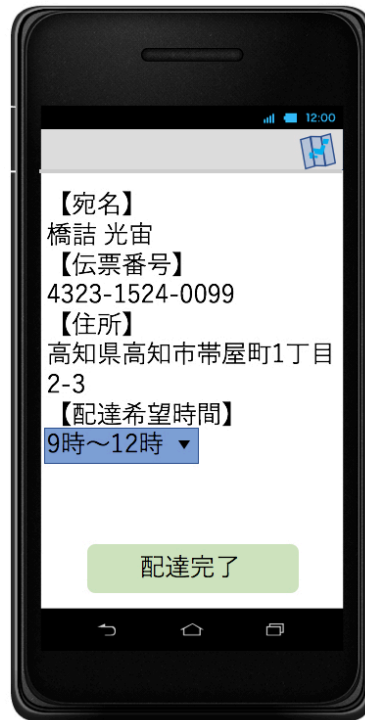 12:00
【宛名】
橋詰 光宙
【伝票番号】
4323-1524-0099
【住所】
高知県高知市帯屋町1丁目
2-3
【配達希望時間】
9時～12時 ▼
配達完了